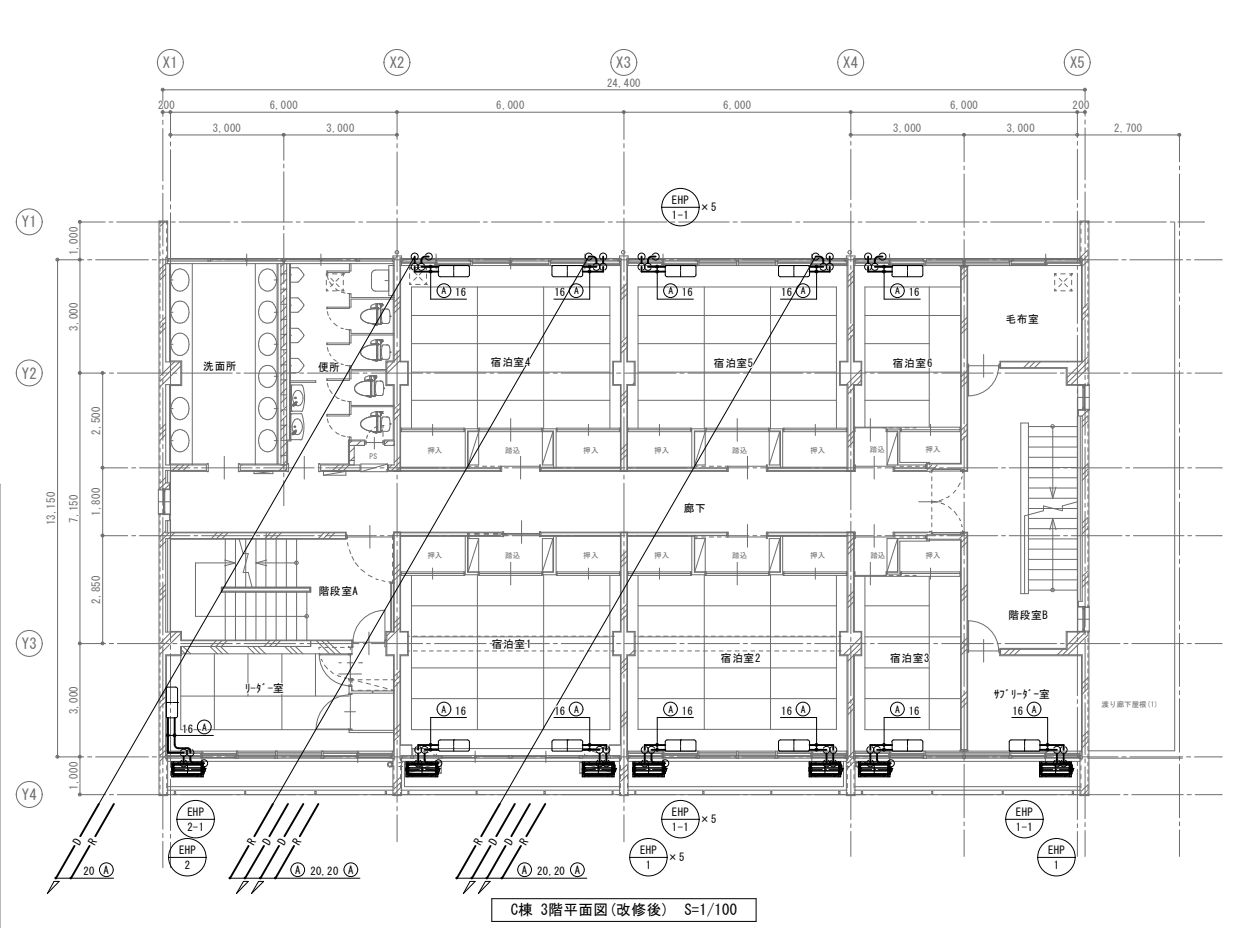 X1
X2
X3
X4
X5
24,400
200
6,000
6,000
6,000
6,000
200
3,000
3,000
3,000
3,000
2,700
EHP
1-1
×5
Y1
1,000
Ⓐ 16
16 Ⓐ
Ⓐ 16
16 Ⓐ
Ⓐ 16
3,000
毛布室
洗面所
便所
宿泊室4
宿泊室5
宿泊室6
Y2
2,500
押入
踏込
押入
押入
踏込
押入
踏込
押入
PS
13,150
7,150
1,800
廊下
押入
踏込
押入
押入
踏込
押入
踏込
押入
2,850
階段室A
階段室B
Y3
宿泊室1
宿泊室2
宿泊室3
3,000
リーダー室
サブリーダー室
渡り廊下屋根(1)
16 Ⓐ
Ⓐ 16
16 Ⓐ
Ⓐ 16
16 Ⓐ
Ⓐ 16
16 Ⓐ
1,000
Y4
EHP
2-1
EHP
2
EHP
1-1
×5
EHP
1
×5
EHP
1-1
EHP
1
D
R
R
D
D
R
R
D
D
R
20 Ⓐ
Ⓐ 20.20 Ⓐ
Ⓐ 20.20 Ⓐ
C棟 3階平面図(改修後) S=1/100